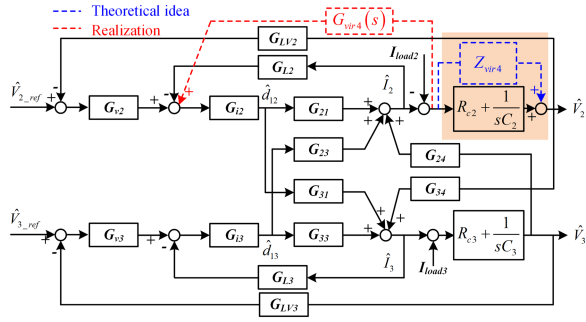 Theoretical idea
Realization
G_vir4(s)
G_LV2
G_L2
I_load2
Z_vir4
V̂_2_ref
G_v2
G_i2
d̂_12
G_21
Î_2
R_c2 + 1/sC_2
V̂_2
G_23
G_24
G_31
G_34
V̂_3_ref
G_v3
G_i3
d̂_13
G_33
Î_3
R_c3 + 1/sC_3
V̂_3
G_L3
I_load3
G_LV3